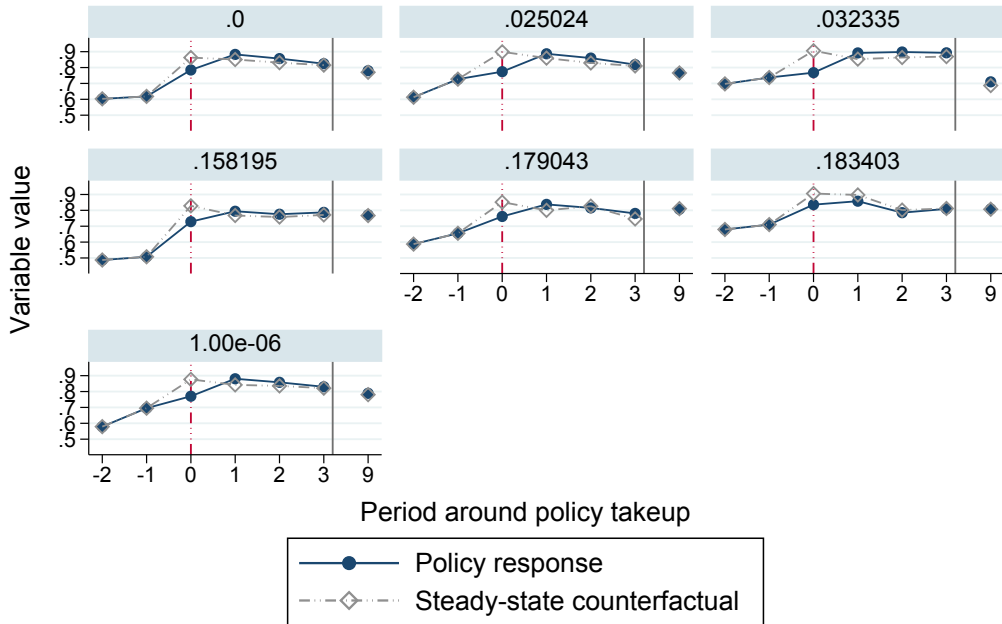 .0
.025024
.032335
.9
.8
.7
.6
.5
.158195
.179043
.183403
.9
.8
.7
.6
.5
-2 -1 0 1 2 3 9
-2 -1 0 1 2 3 9
1.00e-06
.9
.8
.7
.6
.5
-2 -1 0 1 2 3 9
Variable value
Period around policy takeup
Policy response
Steady-state counterfactual